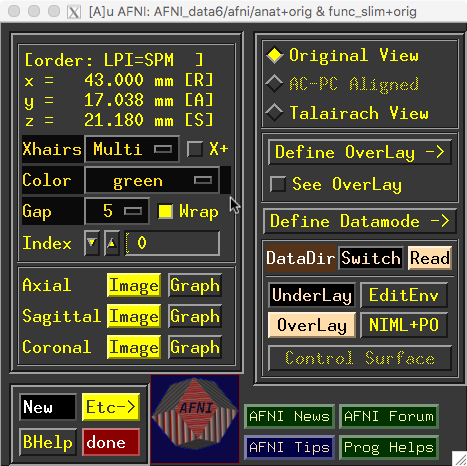 [A]u AFNI: AFNI_data6/afni/anat+orig & func_slim+orig
[order: LPI=SPM ]
x = 43.000 mm [R]
y = 17.038 mm [A]
z = 21.180 mm [S]
Xhairs Multi X+
Color green
Gap 5 Wrap
Index 0
Axial Image Graph
Sagittal Image Graph
Coronal Image Graph
New Etc->
BHelp done
AFNI
Original View
AC-PC Aligned
Talairach View
Define OverLay ->
See OverLay
Define Datamode ->
DataDir Switch Read
UnderLay EditEnv
OverLay NIML+PO
Control Surface
AFNI News AFNI Forum
AFNI Tips Prog Helps